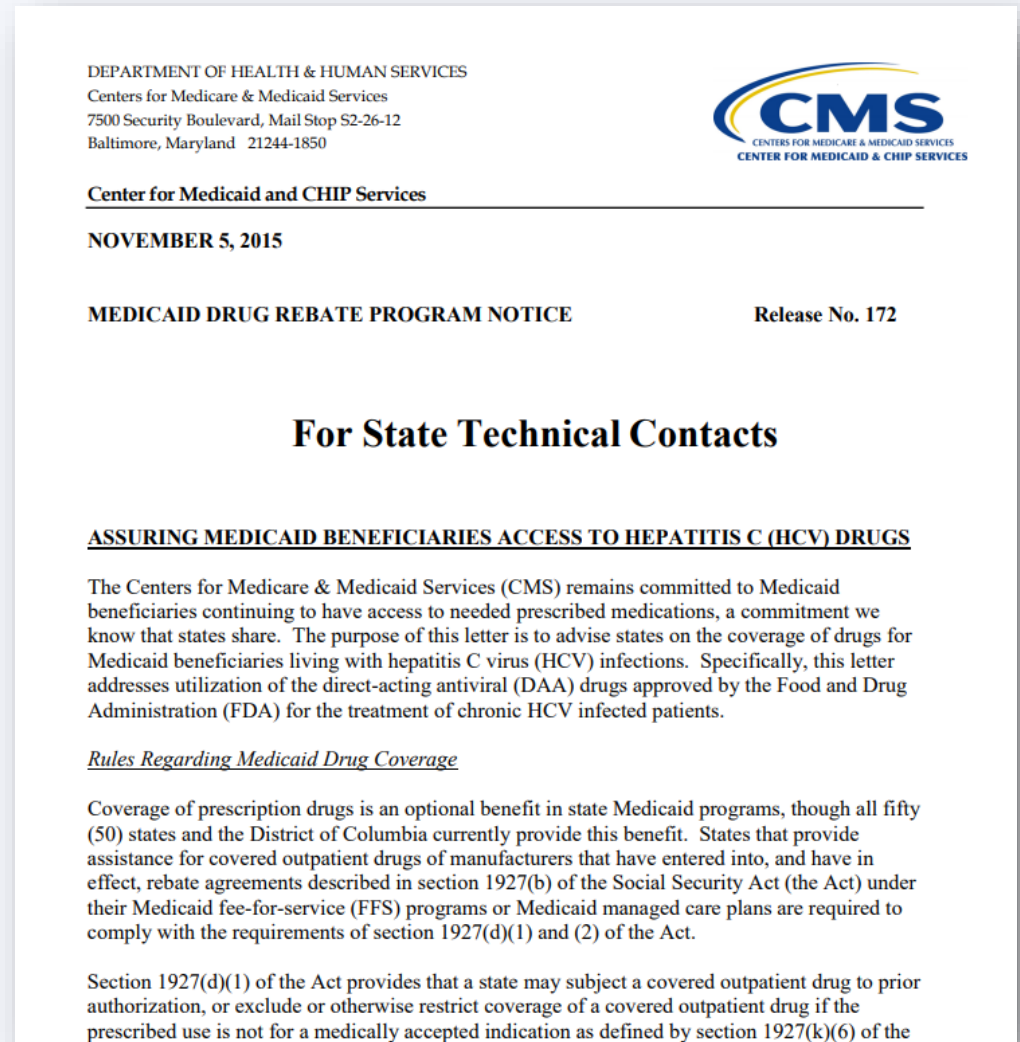 DEPARTMENT OF HEALTH & HUMAN SERVICES
Centers for Medicare & Medicaid Services
7500 Security Boulevard, Mail Stop S2-26-12
Baltimore, Maryland 21244-1850
CMS
CENTERS FOR MEDICARE & MEDICAID SERVICES
CENTER FOR MEDICAID & CHIP SERVICES
Center for Medicaid and CHIP Services
NOVEMBER 5, 2015
MEDICAID DRUG REBATE PROGRAM NOTICE Release No. 172
For State Technical Contacts
ASSURING MEDICAID BENEFICIARIES ACCESS TO HEPATITIS C (HCV) DRUGS
The Centers for Medicare & Medicaid Services (CMS) remains committed to Medicaid
beneficiaries continuing to have access to needed prescribed medications, a commitment we
know that states share. The purpose of this letter is to advise states on the coverage of drugs for
Medicaid beneficiaries living with hepatitis C virus (HCV) infections. Specifically, this letter
addresses utilization of the direct-acting antiviral (DAA) drugs approved by the Food and Drug
Administration (FDA) for the treatment of chronic HCV infected patients.
Rules Regarding Medicaid Drug Coverage
Coverage of prescription drugs is an optional benefit in state Medicaid programs, though all fifty
(50) states and the District of Columbia currently provide this benefit. States that provide
assistance for covered outpatient drugs of manufacturers that have entered into, and have in
effect, rebate agreements described in section 1927(b) of the Social Security Act (the Act) under
their Medicaid fee-for-service (FFS) programs or Medicaid managed care plans are required to
comply with the requirements of section 1927(d)(1) and (2) of the Act.
Section 1927(d)(1) of the Act provides that a state may subject a covered outpatient drug to prior
authorization, or exclude or otherwise restrict coverage of a covered outpatient drug if the
prescribed use is not for a medically accepted indication as defined by section 1927(k)(6) of the